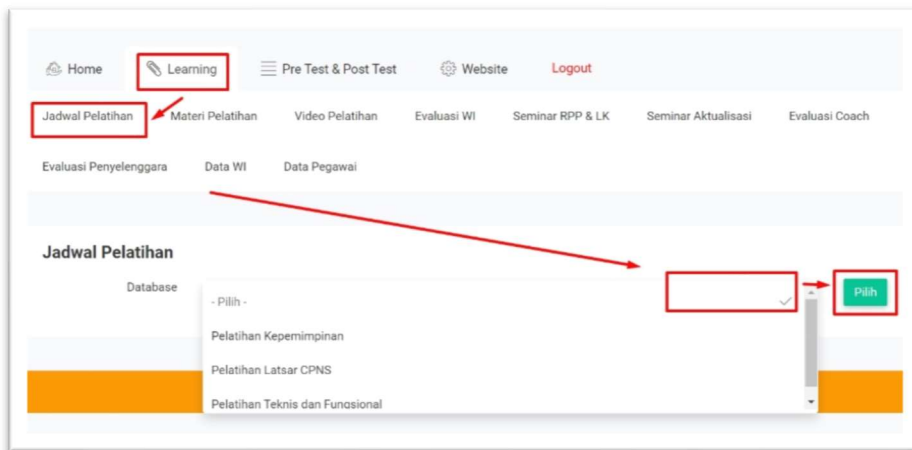 Home Learning Pre Test & Post Test Website Logout
Jadwal Pelatihan Materi Pelatihan Video Pelatihan Evaluasi WI Seminar RPP & LK Seminar Aktualisasi Evaluasi Coach
Evaluasi Penyelenggara Data WI Data Pegawai
Jadwal Pelatihan
Database
- Pilih -
Pilih
Pelatihan Kepemimpinan
Pelatihan Latsar CPNS
Pelatihan Teknis dan Fungsional